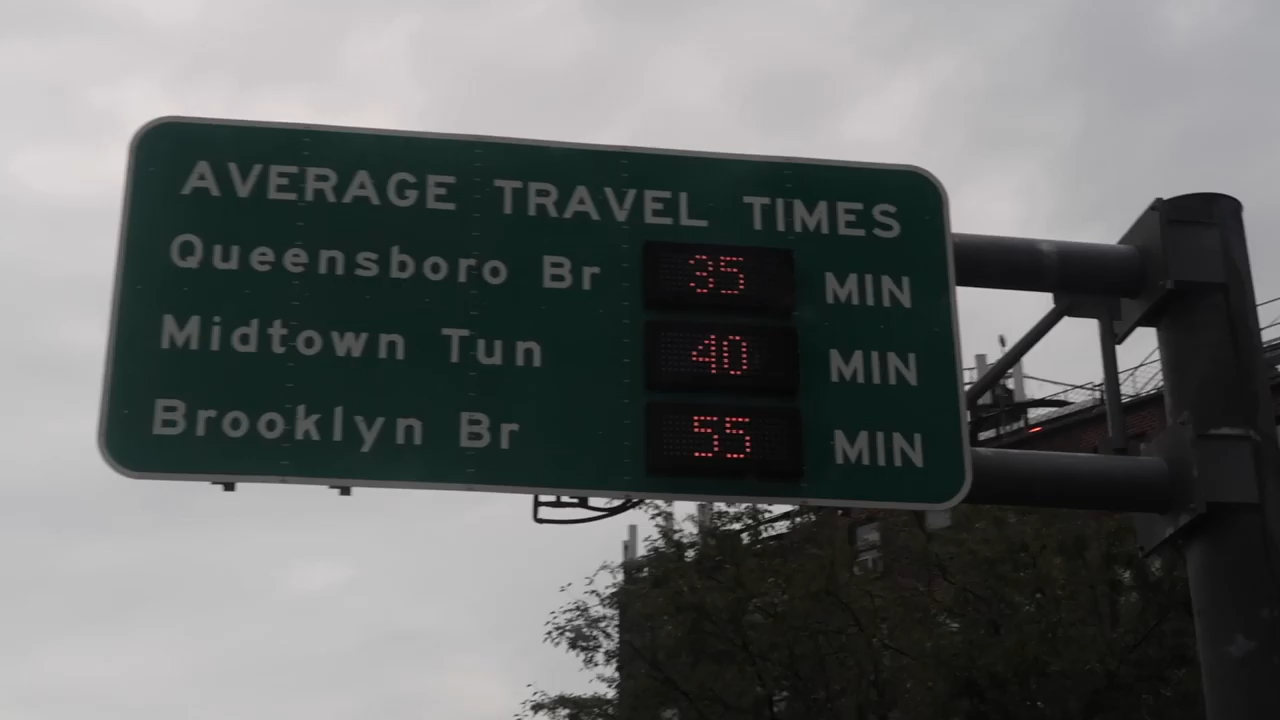 AVERAGE TRAVEL TIMES
Queensboro Br 35 MIN
Midtown Tun 40 MIN
Brooklyn Br 55 MIN